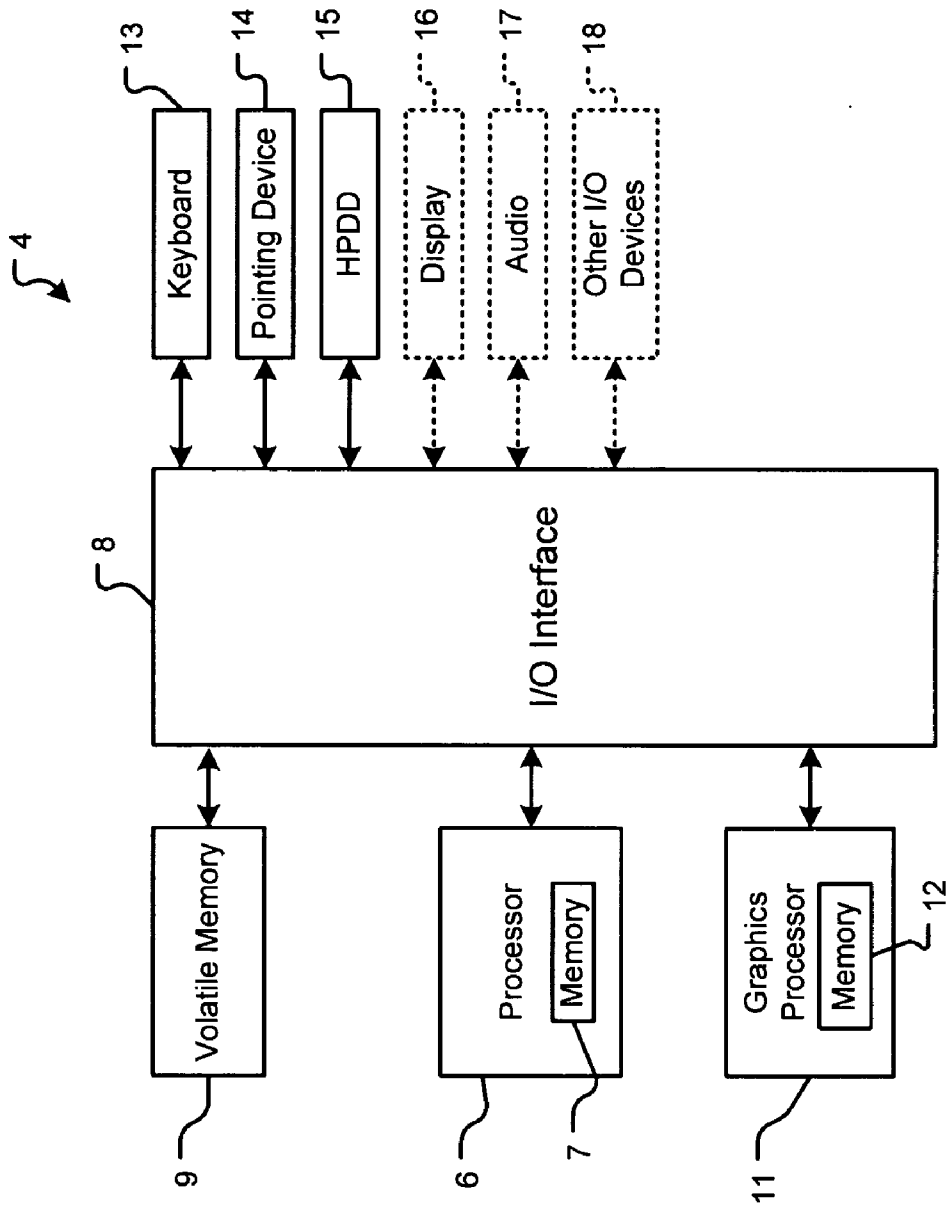 4
9
Volatile Memory
6
Processor
7
Memory
11
Graphics
Processor
Memory
12
8
I/O Interface
Keyboard
13
Pointing Device
14
HPDD
15
Display
16
Audio
17
Other I/O
Devices
18